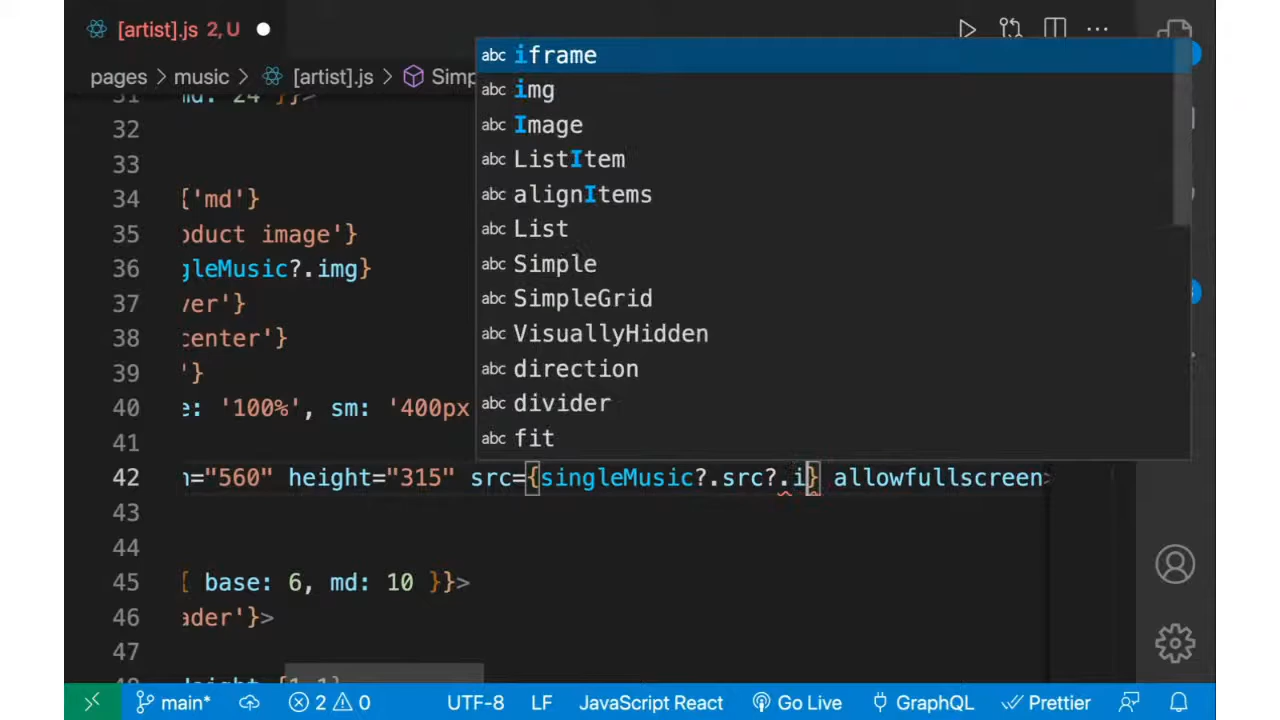 [artist].js 2, U
pages > music > [artist].js > Simp
abc iframe
abc img
abc Image
abc ListItem
abc alignItems
abc List
abc Simple
abc SimpleGrid
abc VisuallyHidden
abc direction
abc divider
abc fit
31 md: 24 }}>
32
33
34 {'md'}
35 oduct image'}
36 gleMusic?.img}
37 ver'}
38 center'}
39 '}
40 e: '100%', sm: '400px
41
42 h="560" height="315" src={singleMusic?.src?.i} allowfullscreen>
43
44
45 { base: 6, md: 10 }}>
46 ader'}>
47
main* 2 0 UTF-8 LF JavaScript React Go Live GraphQL Prettier